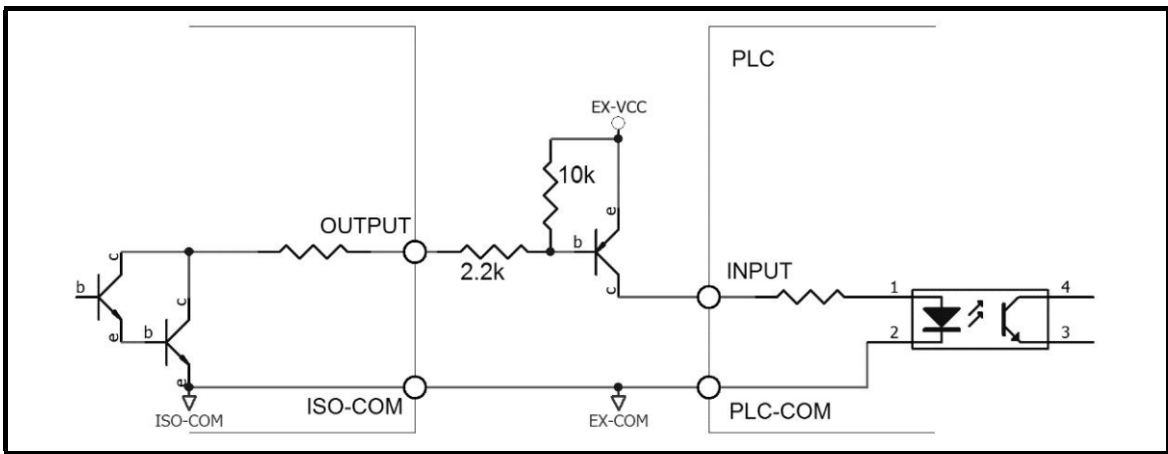 PLC
EX-VCC
10k
e
OUTPUT
b
2.2k
c
INPUT
c
b
c
e
b
e
1
2
4
3
ISO-COM
ISO-COM
EX-COM
PLC-COM